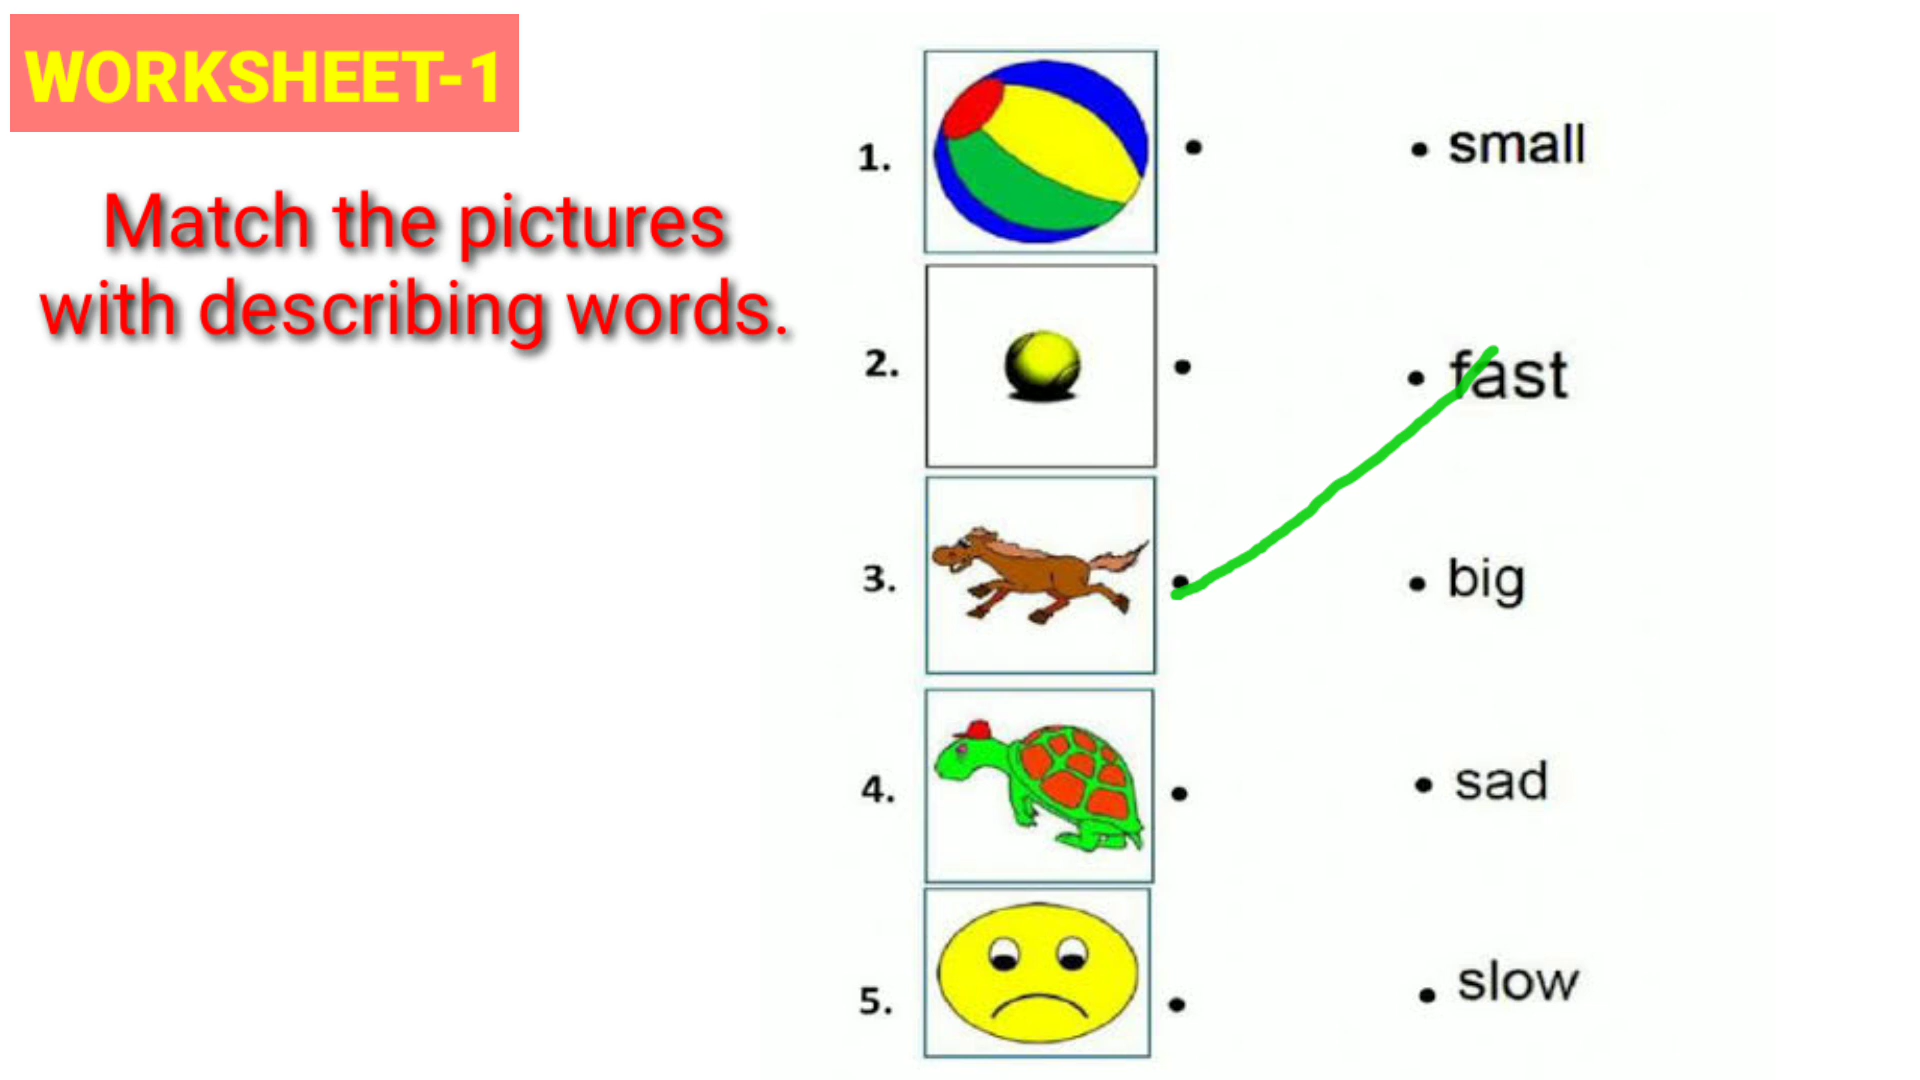 WORKSHEET-1
Match the pictures
with describing words.
1. small
2. fast
3. big
4. sad
5. slow